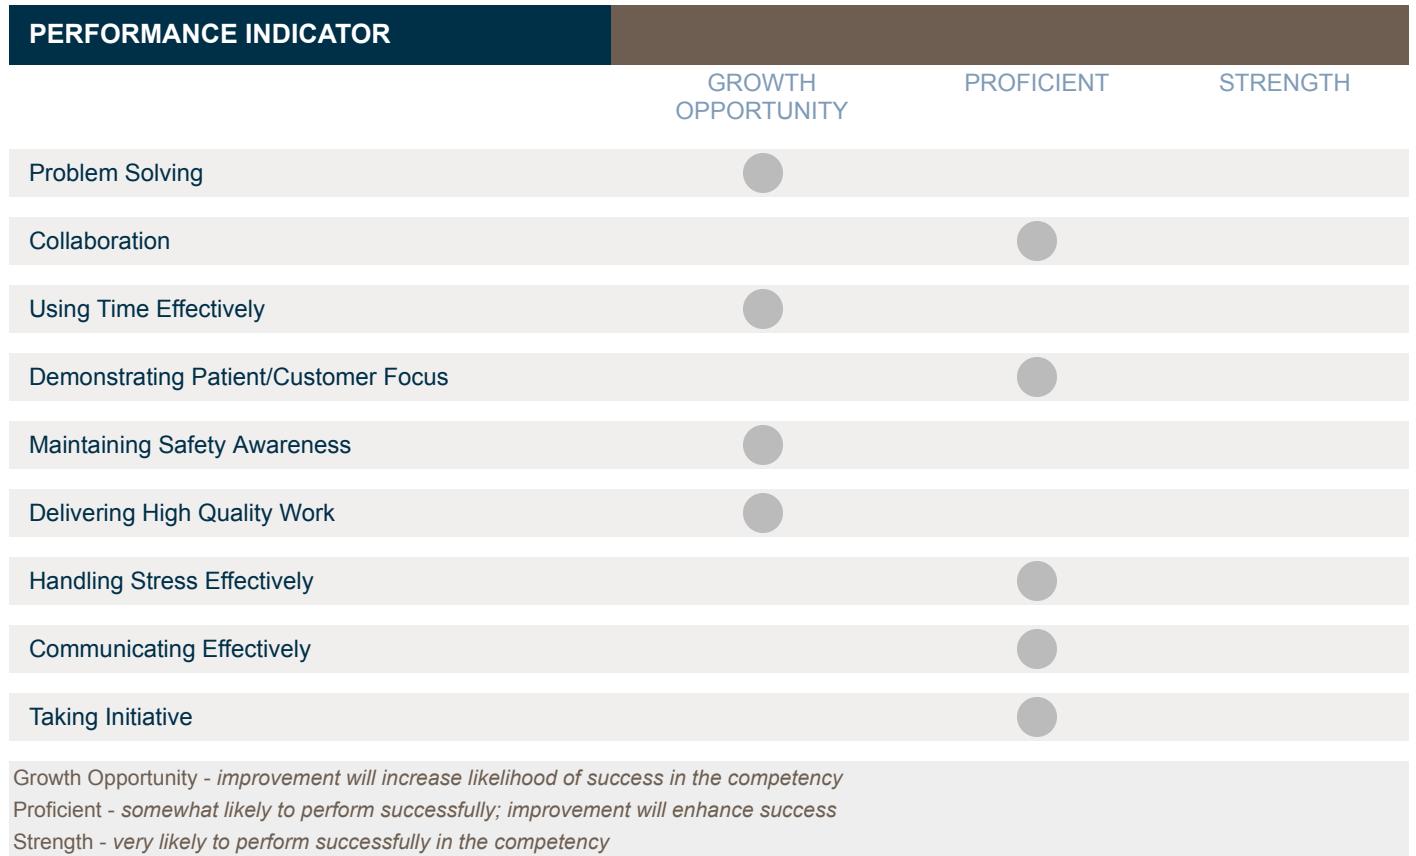 PERFORMANCE INDICATOR
GROWTH
OPPORTUNITY
PROFICIENT
STRENGTH
Problem Solving
Collaboration
Using Time Effectively
Demonstrating Patient/Customer Focus
Maintaining Safety Awareness
Delivering High Quality Work
Handling Stress Effectively
Communicating Effectively
Taking Initiative
Growth Opportunity - improvement will increase likelihood of success in the competency
Proficient - somewhat likely to perform successfully; improvement will enhance success
Strength - very likely to perform successfully in the competency